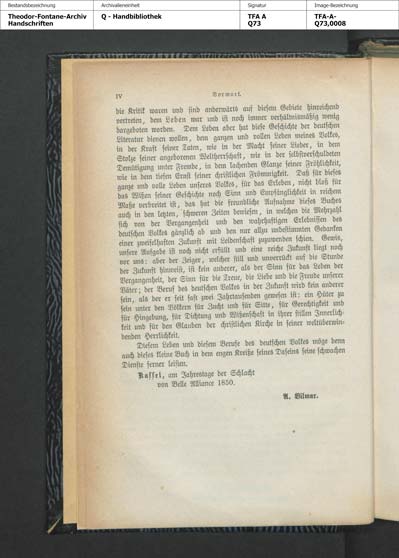 Bestandsbezeichnung
Archivalieneinheit
Signatur
Image-Bezeichnung
Theodor-Fontane-Archiv
Handschriften
Q - Handbibliothek
TFA A
Q73
TFA-A-
Q73,0008
IV
Vorwort.
die Kritik waren und sind anderwärts auf diesem Gebiete hinreichend
vertreten, dem Leben war und ist noch immer verhältnismäßig wenig
dargeboten worden. Dem Leben aber hat diese Geschichte der deutschen
Literatur dienen wollen, dem ganzen und vollen Leben meines Volkes,
in der Kraft seiner Taten, wie in der Macht seiner Lieder, in dem
Stolze seiner angeborenen Weltherrschaft, wie in der selbstverschuldeten
Demütigung unter Fremde, in dem lachenden Glanze seiner Fröhlichkeit,
wie in dem tiefen Ernst seiner christlichen Frömmigkeit. Daß für dieses
ganze und volle Leben unseres Volkes, für das Erleben, nicht bloß für
das Wißen seiner Geschichte noch Sinn und Empfänglichkeit in reichem
Maße verbreitet ist, das hat die freundliche Aufnahme dieses Buches
auch in den letzten, schweren Zeiten bewiesen, in welchen die Mehrzahl
sich von der Vergangenheit und den wahrhaftigen Erlebnissen des
deutschen Volkes gänzlich ab und den nur allzu unbestimmten Gedanken
einer zweifelhaften Zukunft mit Leidenschaft zuzuwenden schien. Gewis,
unsere Aufgabe ist noch nicht erfüllt und eine reiche Zukunft liegt noch
vor uns: aber der Zeiger, welcher still und unverrückt auf die Stunde
der Zukunft hinweist, ist kein anderer, als der Sinn für das Leben der
Vergangenheit, der Sinn für die Treue, die Liebe und die Freude unserer
Väter; der Beruf des deutschen Volkes in der Zukunft wird kein anderer
sein, als der er seit fast zwei Jahrtausenden gewesen ist: ein Hüter zu
sein unter den Völkern für Zucht und für Sitte, für Gerechtigkeit und
für Hingebung, für Dichtung und Wißenschaft in ihrer stillen Innerlich-
keit und für den Glauben der christlichen Kirche in seiner weltüberwin-
denden Herrlichkeit.
Diesem Leben und diesem Berufe des deutschen Volkes möge denn
auch dieses kleine Buch in dem engen Kreiße seines Daseins seine schwachen
Dienste ferner leisten.
Kassel, am Jahrestage der Schlacht
von Belle Alliance 1850.
A. Vilmar.